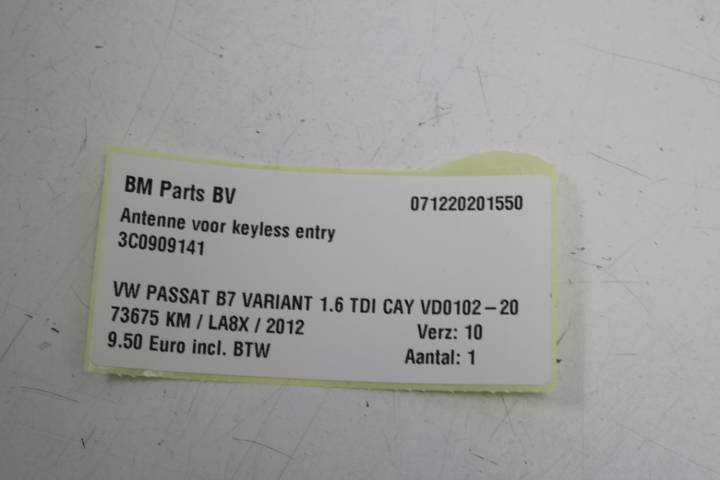 BM Parts BV 071220201550
Antenne voor keyless entry
3C0909141
VW PASSAT B7 VARIANT 1.6 TDI CAY VD0102-20
73675 KM / LA8X / 2012 Verz: 10
9.50 Euro incl. BTW Aantal: 1